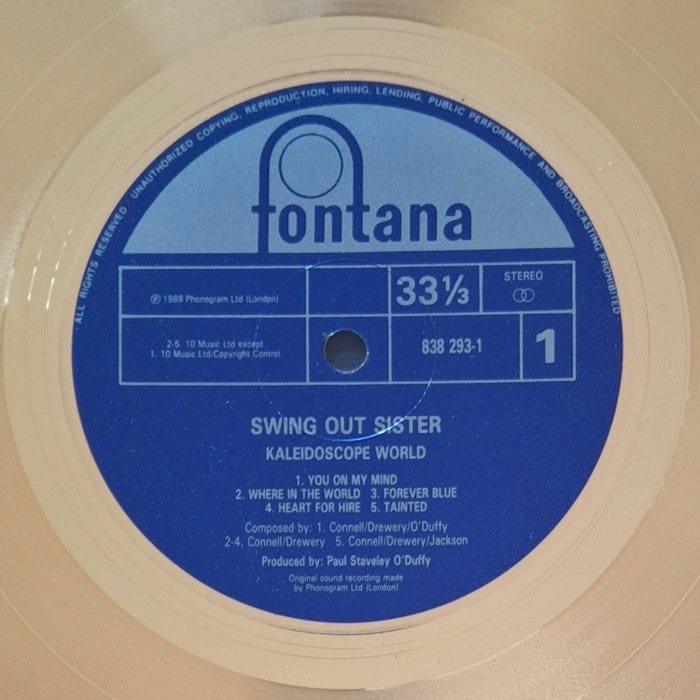 ALL RIGHTS RESERVED UNAUTHORIZED COPYING, REPRODUCTION, HIRING, LENDING, PUBLIC PERFORMANCE AND BROADCASTING PROHIBITED
fontana
℗ 1989 Phonogram Ltd (London)
33⅓
STEREO
2-5. 10 Music Ltd except
1. 10 Music Ltd/Copyright Control
838 293-1
1
SWING OUT SISTER
KALEIDOSCOPE WORLD
1. YOU ON MY MIND
2. WHERE IN THE WORLD 3. FOREVER BLUE
4. HEART FOR HIRE 5. TAINTED
Composed by: 1. Connell/Drewery/O'Duffy
2-4. Connell/Drewery 5. Connell/Drewery/Jackson
Produced by: Paul Staveley O'Duffy
Original sound recording made
by Phonogram Ltd (London)